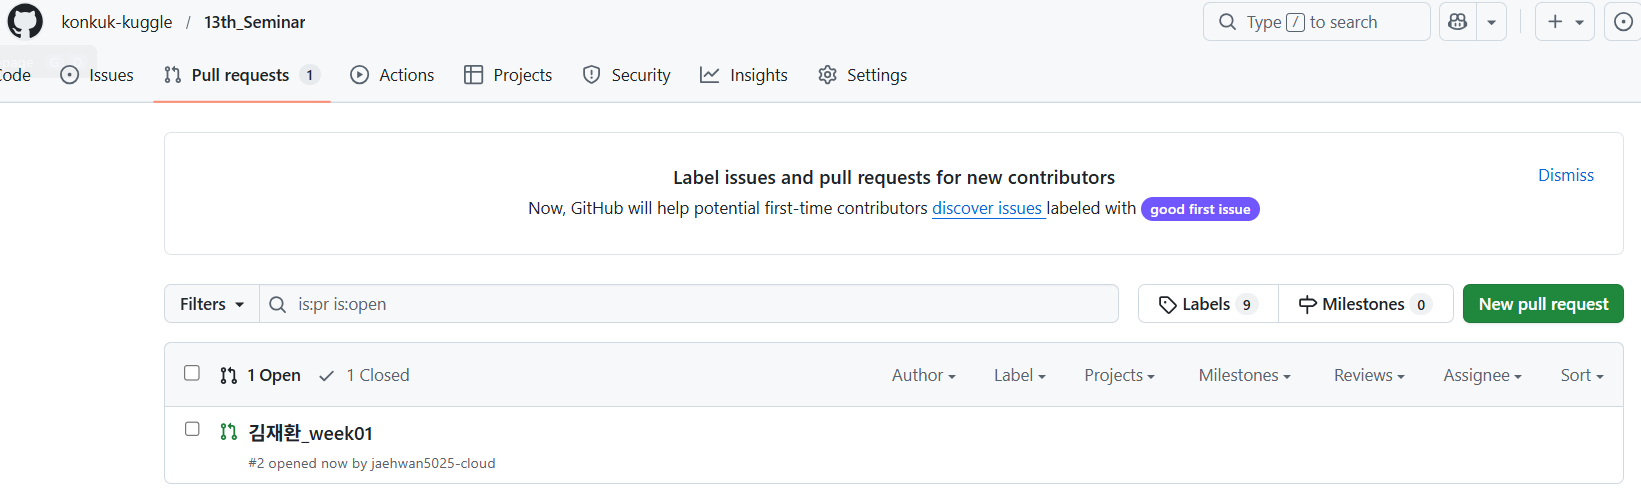 konkuk-kuggle / 13th_Seminar
Type / to search
Code Issues Pull requests 1 Actions Projects Security Insights Settings
Label issues and pull requests for new contributors
Dismiss
Now, GitHub will help potential first-time contributors discover issues labeled with good first issue
Filters is:pr is:open Labels 9 Milestones 0 New pull request
1 Open 1 Closed Author Label Projects Milestones Reviews Assignee Sort
김재환_week01
#2 opened now by jaehwan5025-cloud